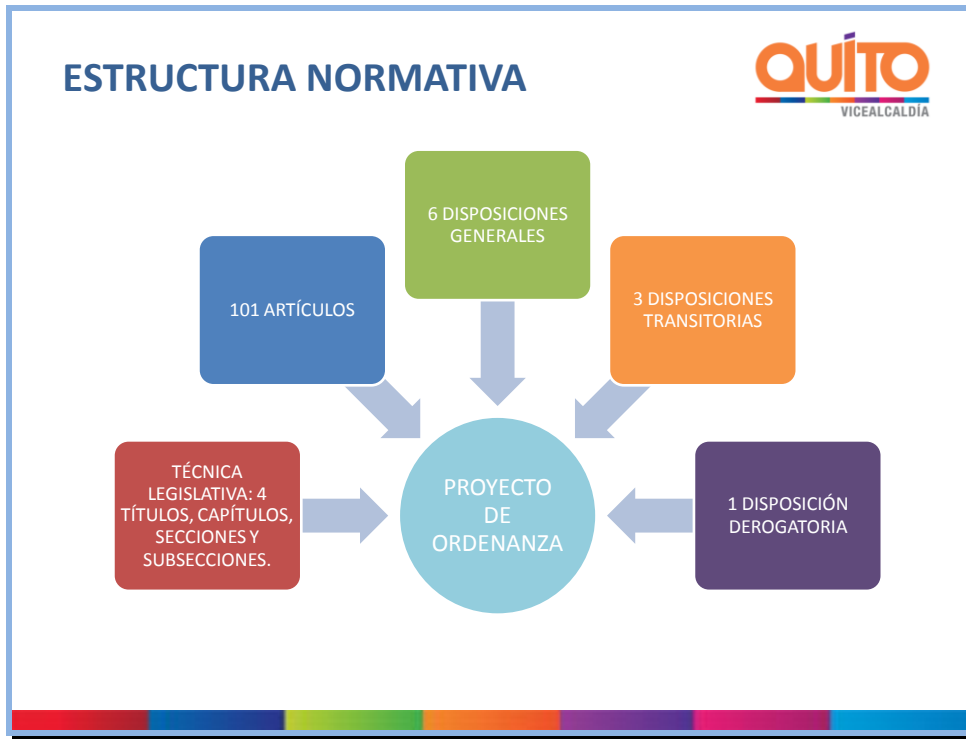 ESTRUCTURA NORMATIVA
QUITO
VICEALCALDÍA
6 DISPOSICIONES
GENERALES
101 ARTÍCULOS
3 DISPOSICIONES
TRANSITORIAS
TÉCNICA
LEGISLATIVA: 4
TÍTULOS, CAPÍTULOS,
SECCIONES Y
SUBSECCIONES.
PROYECTO
DE
ORDENANZA
1 DISPOSICIÓN
DEROGATORIA